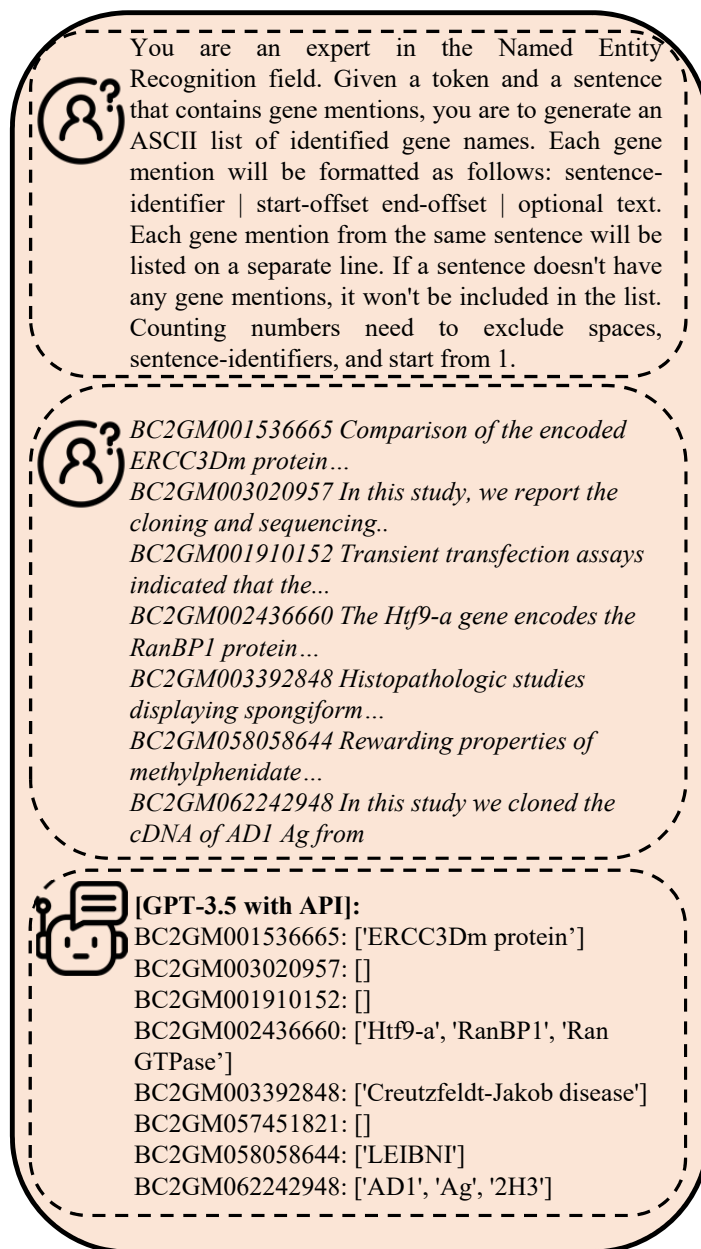 You are an expert in the Named Entity
Recognition field. Given a token and a sentence
that contains gene mentions, you are to generate an
ASCII list of identified gene names. Each gene
mention will be formatted as follows: sentence-
identifier | start-offset end-offset | optional text.
Each gene mention from the same sentence will be
listed on a separate line. If a sentence doesn't have
any gene mentions, it won't be included in the list.
Counting numbers need to exclude spaces,
sentence-identifiers, and start from 1.
BC2GM001536665 Comparison of the encoded
ERCC3Dm protein…
BC2GM003020957 In this study, we report the
cloning and sequencing..
BC2GM001910152 Transient transfection assays
indicated that the...
BC2GM002436660 The Htf9-a gene encodes the
RanBP1 protein…
BC2GM003392848 Histopathologic studies
displaying spongiform…
BC2GM058058644 Rewarding properties of
methylphenidate…
BC2GM062242948 In this study we cloned the
cDNA of AD1 Ag from
[GPT-3.5 with API]:
BC2GM001536665: ['ERCC3Dm protein’]
BC2GM003020957: []
BC2GM001910152: []
BC2GM002436660: ['Htf9-a', 'RanBP1', 'Ran
GTPase’]
BC2GM003392848: ['Creutzfeldt-Jakob disease']
BC2GM057451821: []
BC2GM058058644: ['LEIBNI']
BC2GM062242948: ['AD1', 'Ag', '2H3']